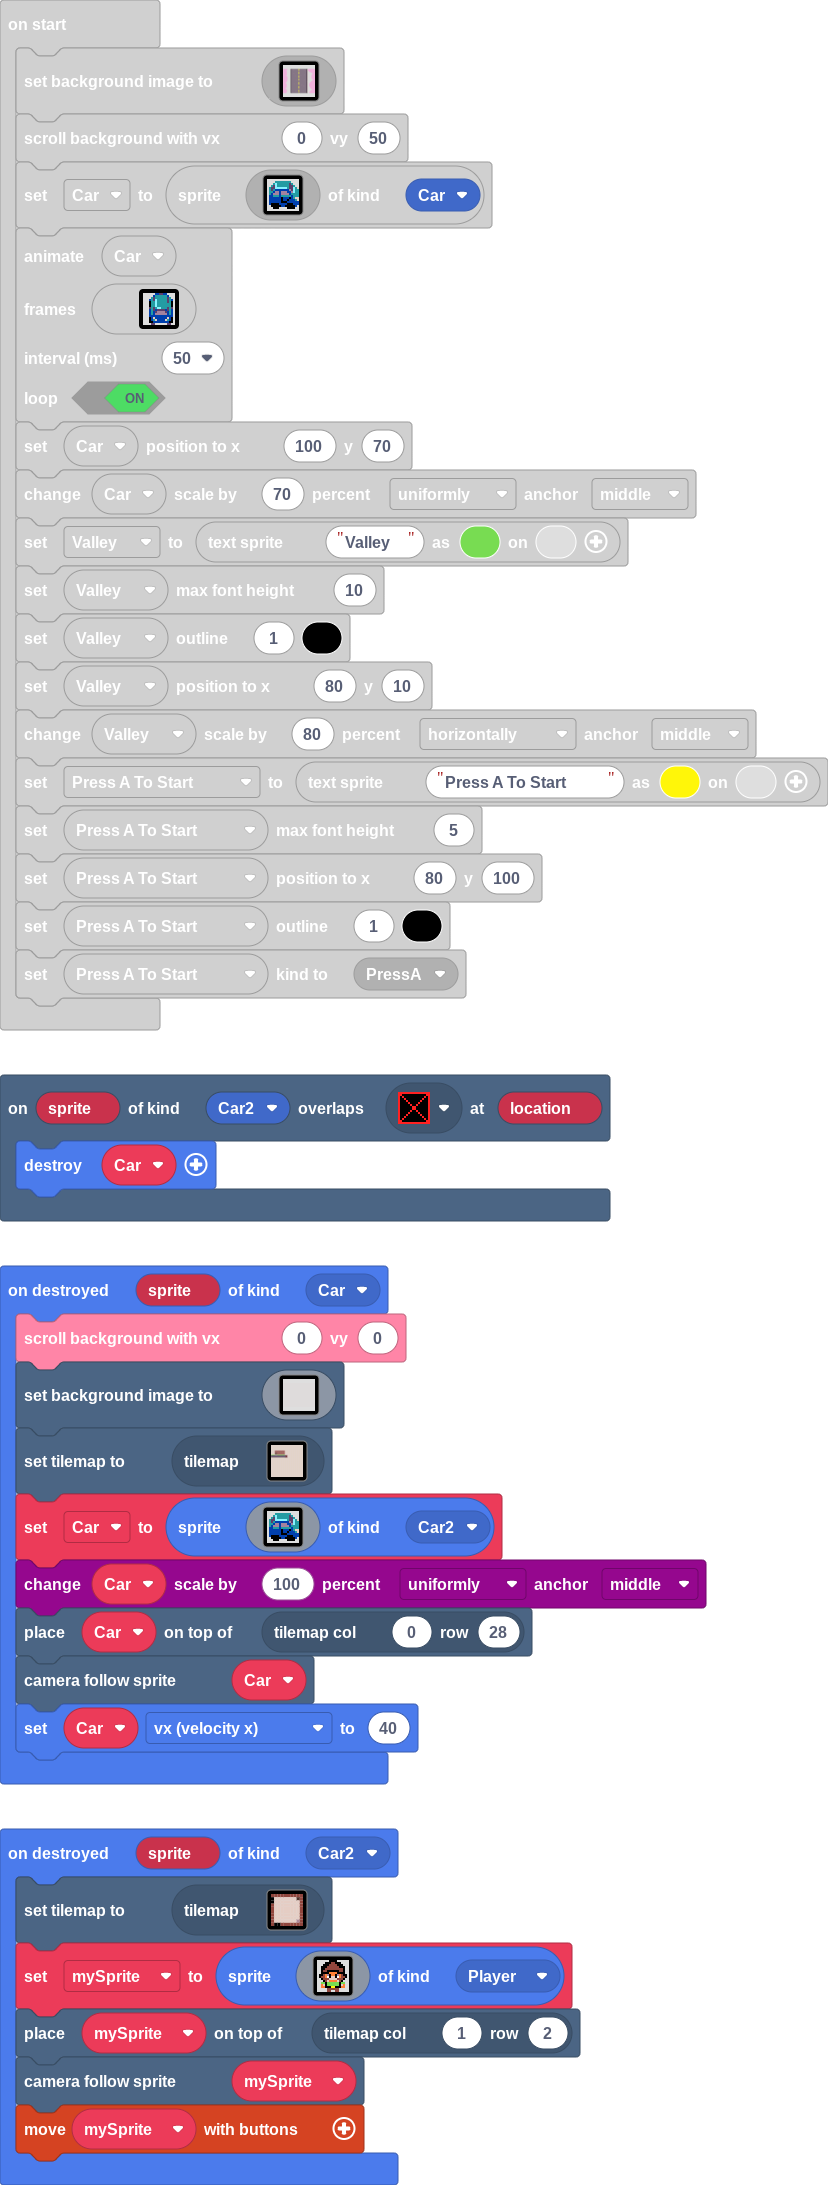 on start
set background image to
scroll background with vx 0 vy 50
set Car to sprite of kind Car
animate Car
frames
interval (ms) 50
loop ON
set Car position to x 100 y 70
change Car scale by 70 percent uniformly anchor middle
set Valley to text sprite "Valley" as on
set Valley max font height 10
set Valley outline 1
set Valley position to x 80 y 10
change Valley scale by 80 percent horizontally anchor middle
set Press A To Start to text sprite "Press A To Start" as on
set Press A To Start max font height 5
set Press A To Start position to x 80 y 100
set Press A To Start outline 1
set Press A To Start kind to PressA
on sprite of kind Car2 overlaps at location
destroy Car
on destroyed sprite of kind Car
scroll background with vx 0 vy 0
set background image to
set tilemap to tilemap
set Car to sprite of kind Car2
change Car scale by 100 percent uniformly anchor middle
place Car on top of tilemap col 0 row 28
camera follow sprite Car
set Car vx (velocity x) to 40
on destroyed sprite of kind Car2
set tilemap to tilemap
set mySprite to sprite of kind Player
place mySprite on top of tilemap col 1 row 2
camera follow sprite mySprite
move mySprite with buttons